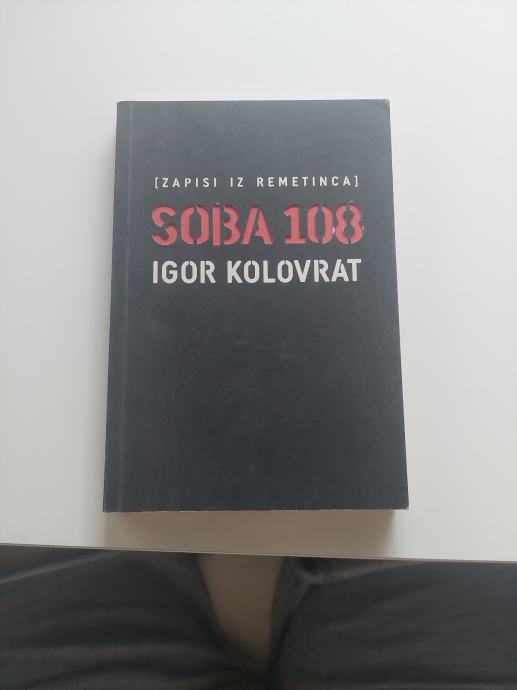 [ZAPISI IZ REMETINCA]
SOBA 108
IGOR KOLOVRAT